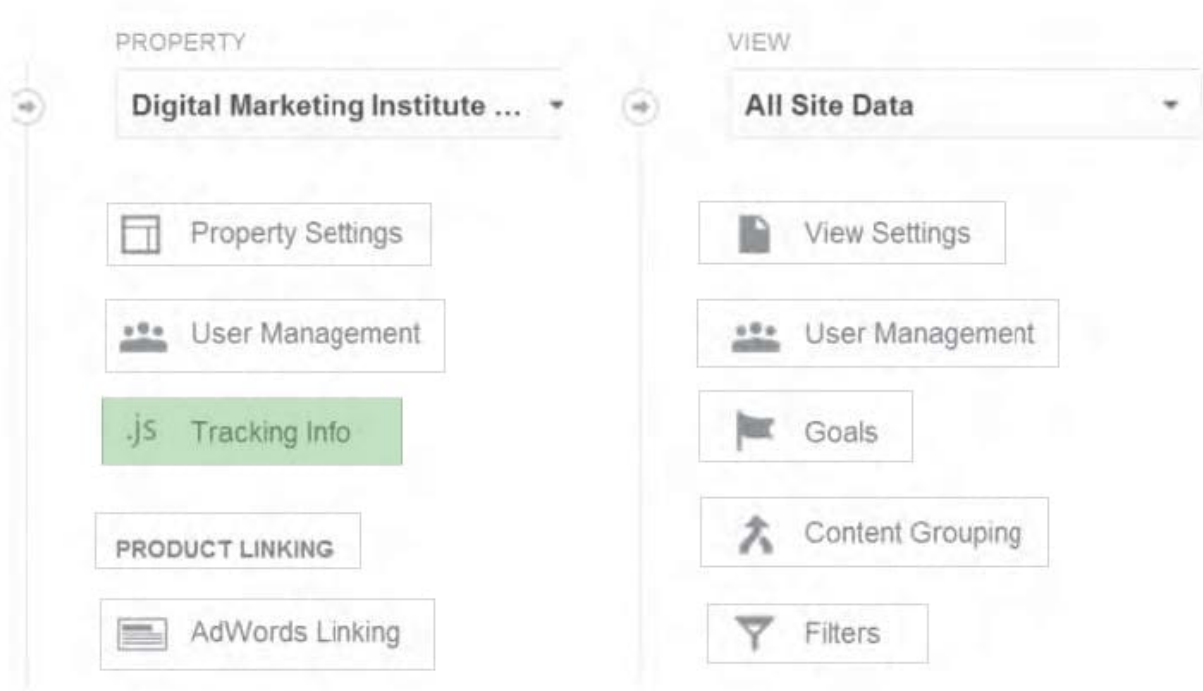 PROPERTY
Digital Marketing Institute ...
Property Settings
User Management
.js Tracking Info
PRODUCT LINKING
AdWords Linking
VIEW
All Site Data
View Settings
User Management
Goals
Content Grouping
Filters